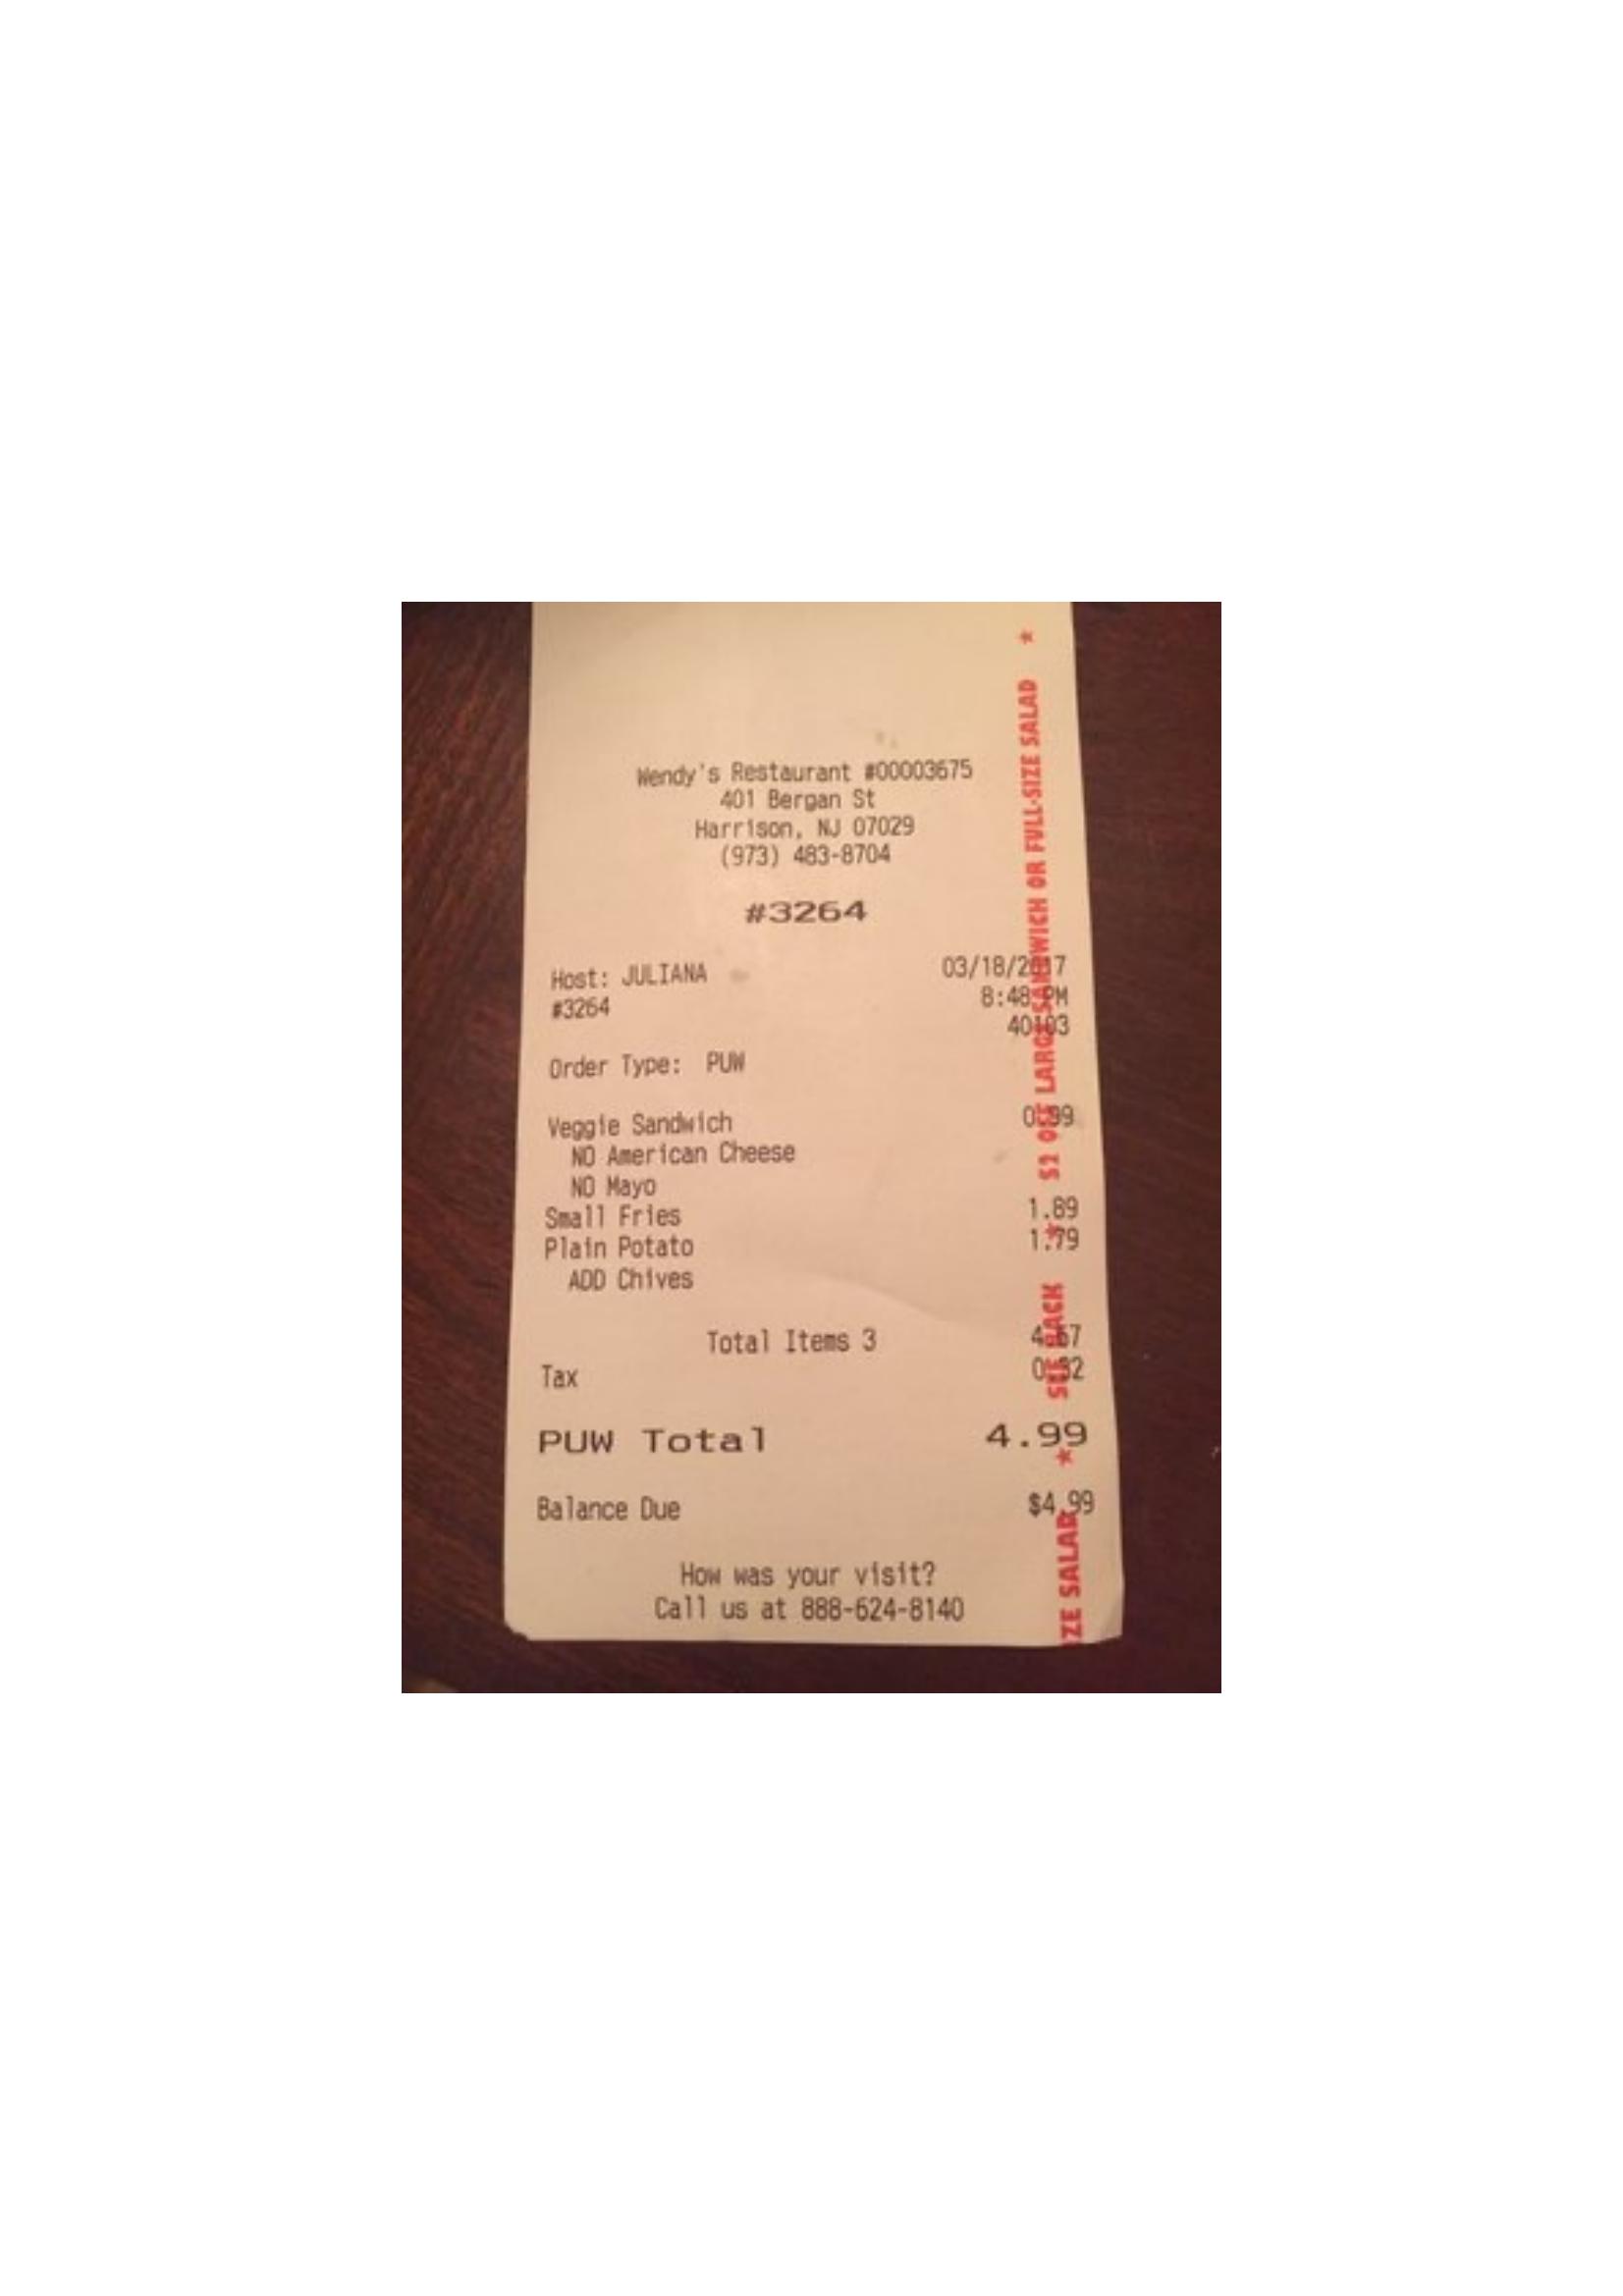 Wendy's Restaurant #00003675
401 Bergan St
Harrison, NJ 07029
(973) 483-8704
#3264
Host: JULIANA 03/18/2017
#3264 8:48 PM
40103
Order Type: PUW
Veggie Sandwich 0.99
NO American Cheese
NO Mayo
Small Fries 1.89
Plain Potato 1.79
ADD Chives
Total Items 3 4.67
Tax 0.32
PUW Total 4.99
Balance Due $4.99
How was your visit?
Call us at 888-624-8140
ZE SALAD * SEE BACK * $2 OFF LARGE SANDWICH OR FULL-SIZE SALAD *